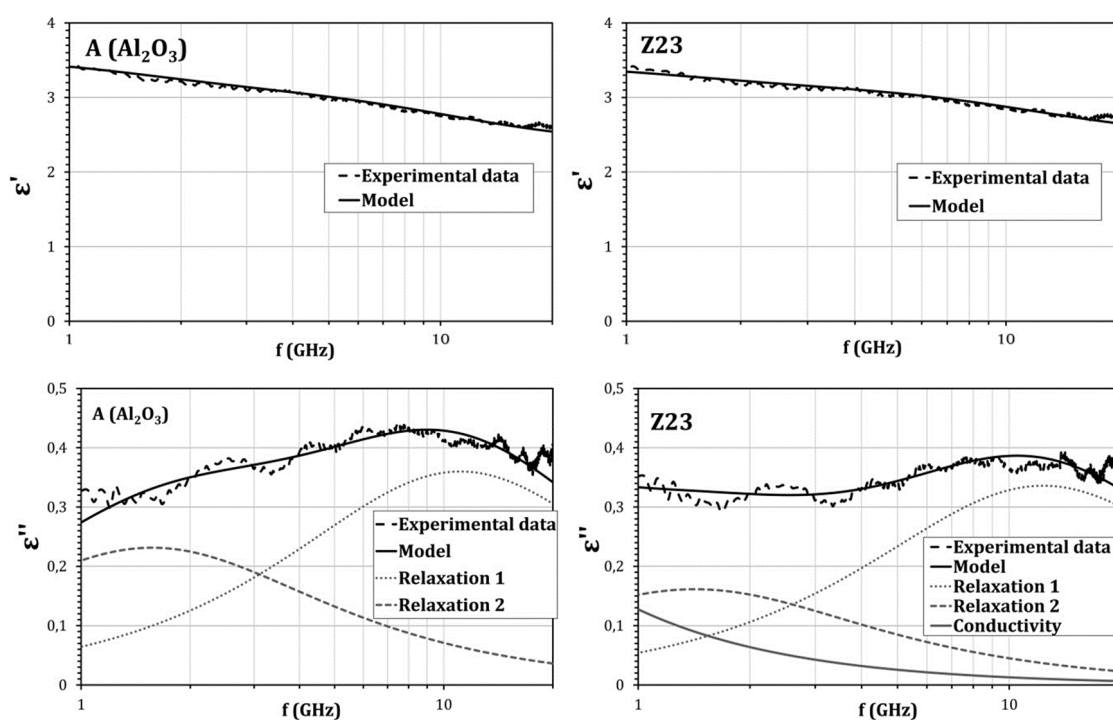 A (Al₂O₃)
Z23
4
3
2
1
0
ε'
Experimental data
Model
1
10
f (GHz)
4
3
2
1
0
ε'
Experimental data
Model
1
10
f (GHz)
0,5
0,4
0,3
0,2
0,1
0
ε"
A (Al₂O₃)
Experimental data
Model
Relaxation 1
Relaxation 2
1
10
f (GHz)
0,5
0,4
0,3
0,2
0,1
0
ε"
Z23
Experimental data
Model
Relaxation 1
Relaxation 2
Conductivity
1
10
f (GHz)